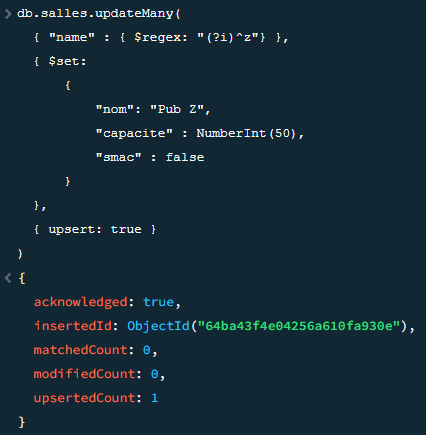 > db.salles.updateMany(
{ "name" : { $regex: "(?i)^z"} },
{ $set:
{
"nom": "Pub Z",
"capacite" : NumberInt(50),
"smac" : false
}
},
{ upsert: true }
)
< {
acknowledged: true,
insertedId: ObjectId("64ba43f4e04256a610fa930e"),
matchedCount: 0,
modifiedCount: 0,
upsertedCount: 1
}